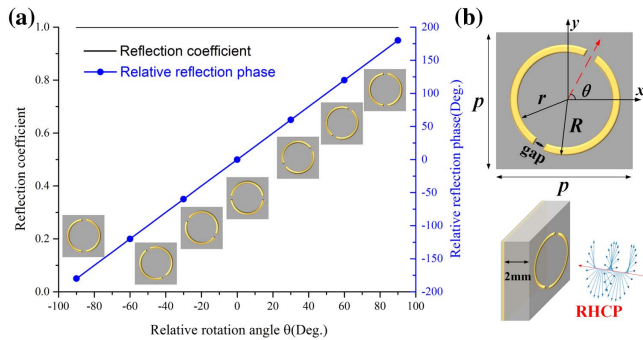 (a)
Reflection coefficient
Relative reflection phase
Reflection coefficient
1.0
0.8
0.6
0.4
0.2
0.0
-100 -80 -60 -40 -20 0 20 40 60 80 100
Relative rotation angle θ(Deg.)
200
150
100
50
0
-50
-100
-150
-200
Relative reflection phase(Deg.)
(b)
y
x
θ
r
R
gap
p
p
2mm
RHCP